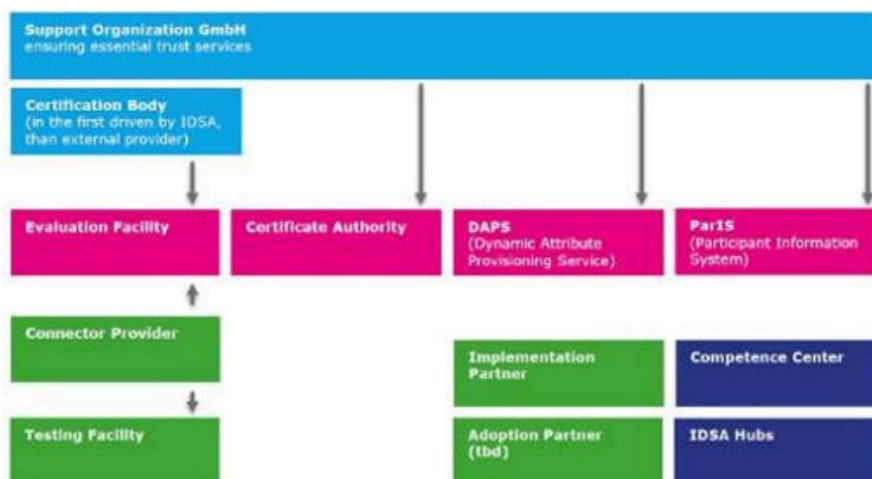 Support Organization GmbH
ensuring essential trust services
Certification Body
(in the first driven by IDSA,
than external provider)
Evaluation Facility
Certificate Authority
DAPS
(Dynamic Attribute
Provisioning Service)
ParIS
(Participant Information
System)
Connector Provider
Implementation
Partner
Competence Center
Testing Facility
Adoption Partner
(tbd)
IDSA Hubs